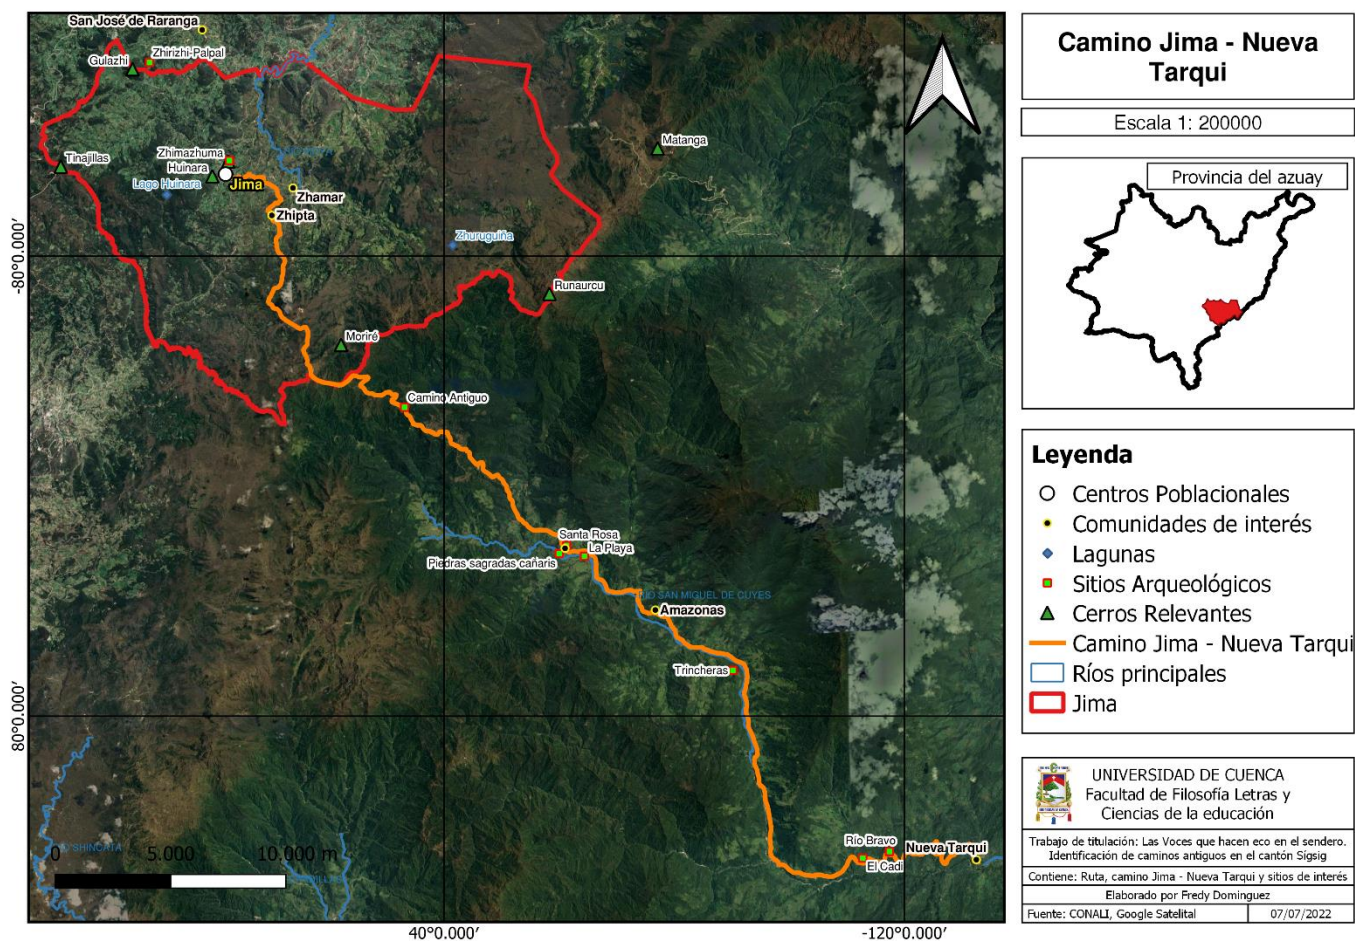 San José de Raranga
Zhirizhi-Palpal
Gulazhi
Matanga
Zhimazhuma
Tinajillas
Huinara
Jima
Lago Huinara
Zhamar
Zhipta
Zhuruguiña
Runaurcu
Moriré
Camino Antiguo
Santa Rosa
La Playa
Piedras sagradas cañaris
RÍO SAN MIGUEL DE CUYES
Amazonas
Trincheras
Río Bravo
Nueva Tarqui
El Cadi
0 5.000 10.000 m
-80°0.000'
80°0.000'
40°0.000'
-120°0.000'
Camino Jima - Nueva
Tarqui
Escala 1: 200000
Provincia del azuay
Leyenda
Centros Poblacionales
Comunidades de interés
Lagunas
Sitios Arqueológicos
Cerros Relevantes
Camino Jima - Nueva Tarqui
Ríos principales
Jima
UNIVERSIDAD DE CUENCA
Facultad de Filosofía Letras y
Ciencias de la educación
Trabajo de titulación: Las Voces que hacen eco en el sendero.
Identificación de caminos antiguos en el cantón Sígsig
Contiene: Ruta, camino Jima - Nueva Tarqui y sitios de interés
Elaborado por Fredy Dominguez
Fuente: CONALI, Google Satelital
07/07/2022